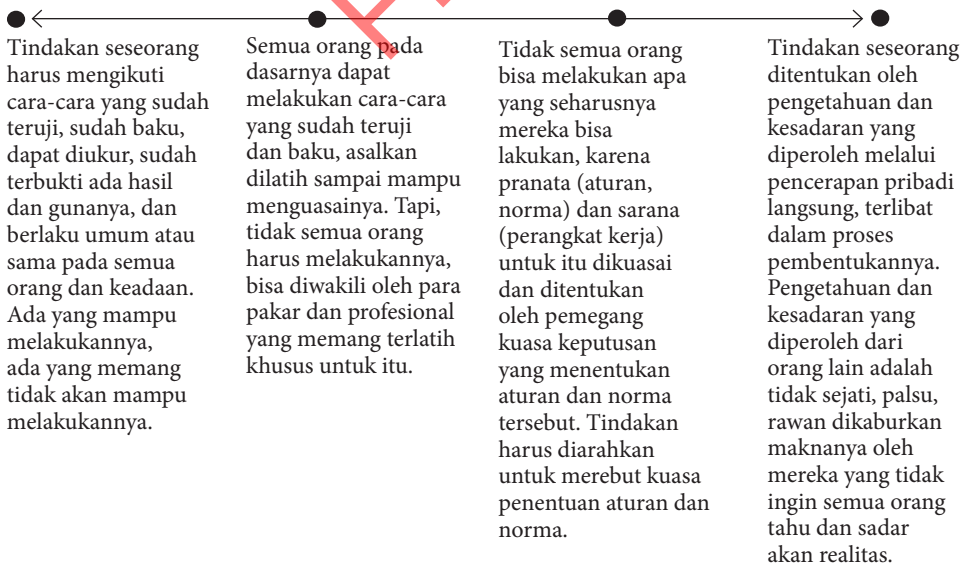 Tindakan seseorang
harus mengikuti
cara-cara yang sudah
teruji, sudah baku,
dapat diukur, sudah
terbukti ada hasil
dan gunanya, dan
berlaku umum atau
sama pada semua
orang dan keadaan.
Ada yang mampu
melakukannya,
ada yang memang
tidak akan mampu
melakukannya.
Semua orang pada
dasarnya dapat
melakukan cara-cara
yang sudah teruji
dan baku, asalkan
dilatih sampai mampu
menguasainya. Tapi,
tidak semua orang
harus melakukannya,
bisa diwakili oleh para
pakar dan profesional
yang memang terlatih
khusus untuk itu.
Tidak semua orang
bisa melakukan apa
yang seharusnya
mereka bisa
lakukan, karena
pranata (aturan,
norma) dan sarana
(perangkat kerja)
untuk itu dikuasai
dan ditentukan
oleh pemegang
kuasa keputusan
yang menentukan
aturan dan norma
tersebut. Tindakan
harus diarahkan
untuk merebut kuasa
penentuan aturan dan
norma.
Tindakan seseorang
ditentukan oleh
pengetahuan dan
kesadaran yang
diperoleh melalui
pencerapan pribadi
langsung, terlibat
dalam proses
pembentukannya.
Pengetahuan dan
kesadaran yang
diperoleh dari
orang lain adalah
tidak sejati, palsu,
rawan dikaburkan
maknanya oleh
mereka yang tidak
ingin semua orang
tahu dan sadar
akan realitas.